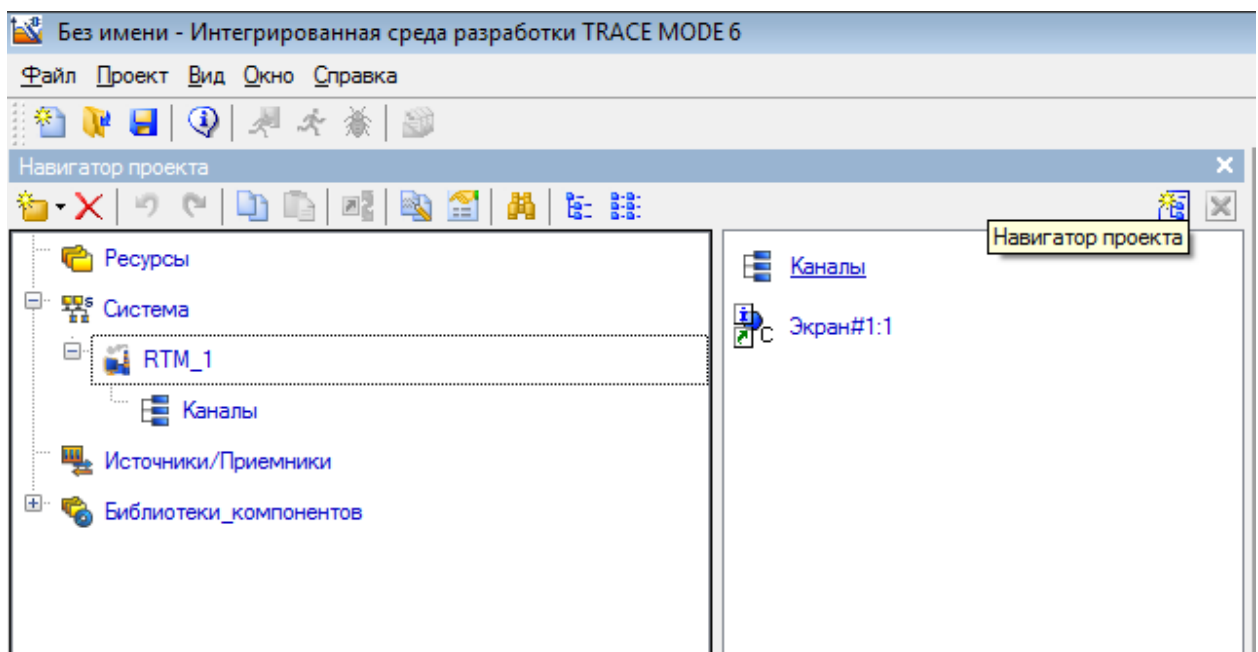 Без имени - Интегрированная среда разработки TRACE MODE 6
Файл Проект Вид Окно Справка
Навигатор проекта
Навигатор проекта
Ресурсы
Система
RTM_1
Каналы
Источники/Приемники
Библиотеки_компонентов
Каналы
Экран#1:1